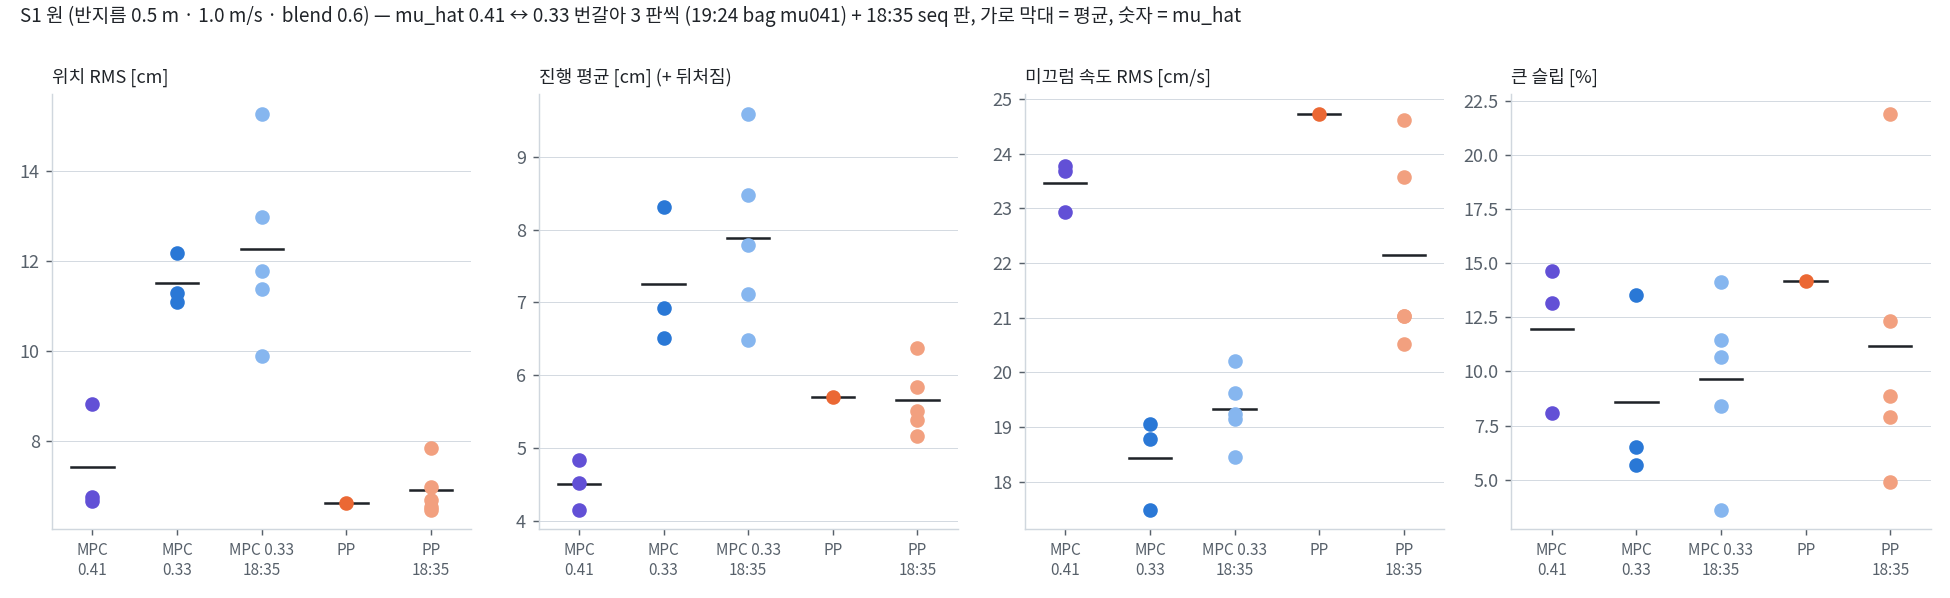 S1 원 (반지름 0.5 m · 1.0 m/s · blend 0.6) — mu_hat 0.41 ↔ 0.33 번갈아 3 판씩 (19:24 bag mu041) + 18:35 seq 판, 가로 막대 = 평균, 숫자 = mu_hat
위치 RMS [cm]
14
12
10
8
MPC 0.41
MPC 0.33
MPC 0.33 18:35
PP
PP 18:35
진행 평균 [cm] (+ 뒤처짐)
9
8
7
6
5
4
MPC 0.41
MPC 0.33
MPC 0.33 18:35
PP
PP 18:35
미끄럼 속도 RMS [cm/s]
25
24
23
22
21
20
19
18
MPC 0.41
MPC 0.33
MPC 0.33 18:35
PP
PP 18:35
큰 슬립 [%]
22.5
20.0
17.5
15.0
12.5
10.0
7.5
5.0
MPC 0.41
MPC 0.33
MPC 0.33 18:35
PP
PP 18:35